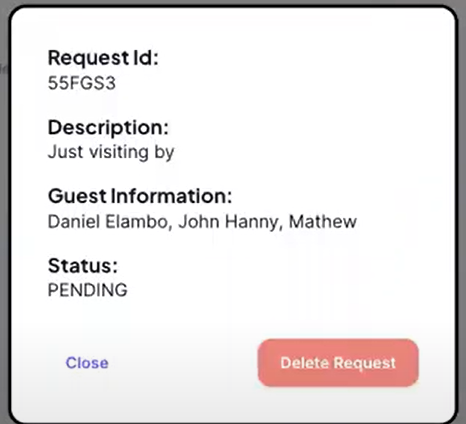 Request Id:
55FGS3
Description:
Just visiting by
Guest Information:
Daniel Elambo, John Hanny, Mathew
Status:
PENDING
Close
Delete Request